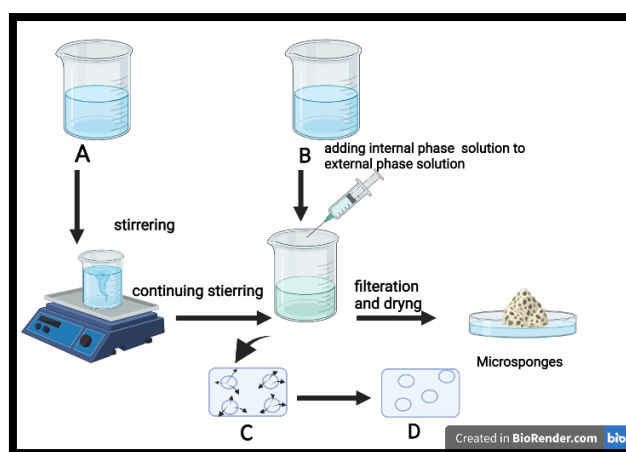 A
B
adding internal phase solution to
external phase solution
stirrering
continuing stierring
filteration
and dryng
Microsponges
C
D
Created in BioRender.com bio